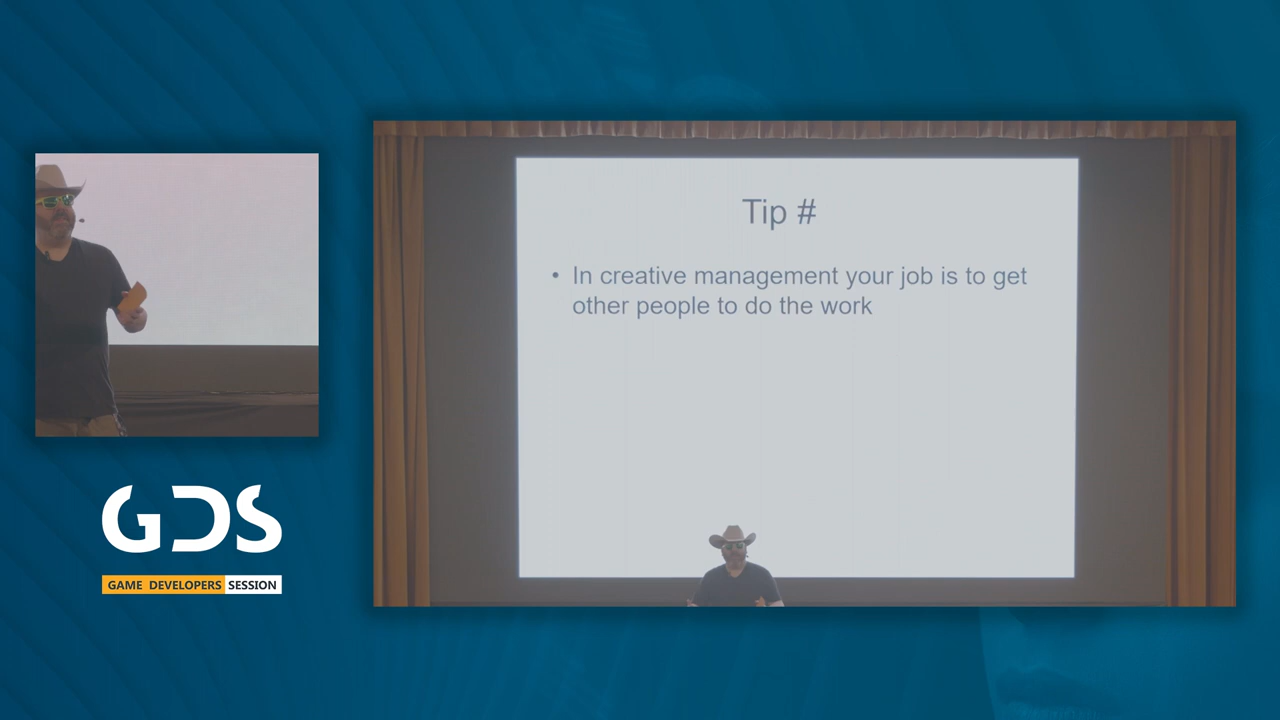 Tip #
• In creative management your job is to get
other people to do the work
GDS
GAME DEVELOPERS SESSION